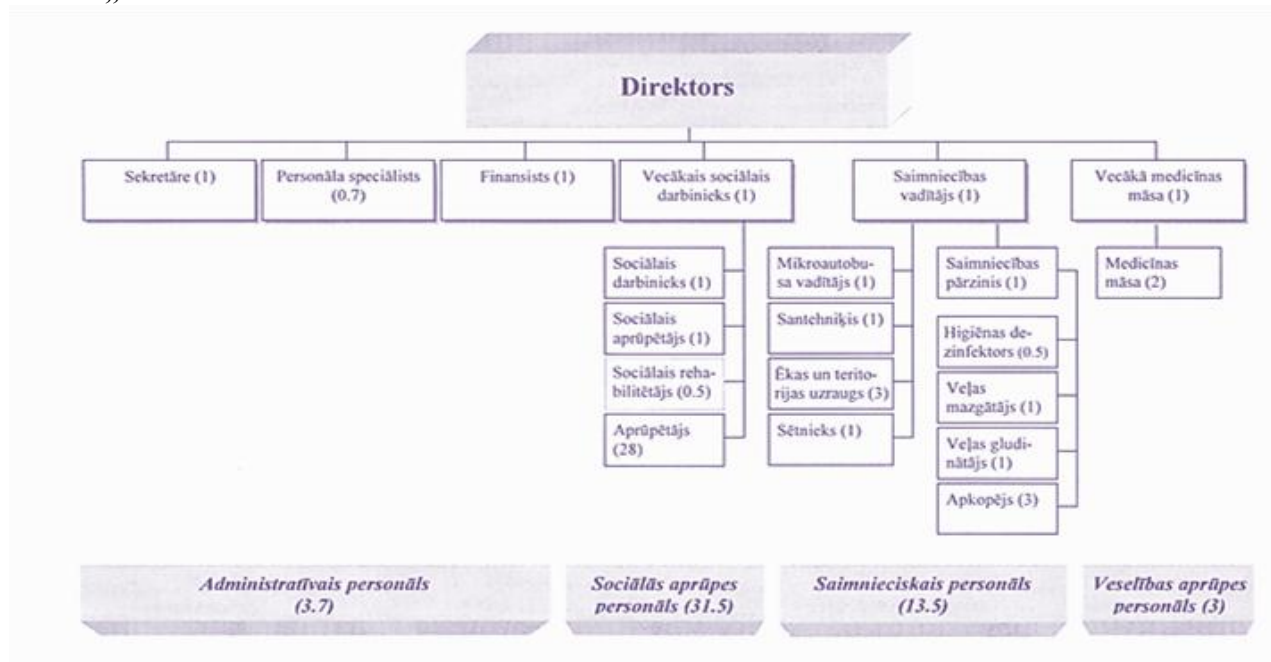 „
Direktors
Sekretāre (1)
Personāla speciālists
(0.7)
Finansists (1)
Vecākais sociālais
darbinieks (1)
Saimniecības
vadītājs (1)
Vecākā medicīnas
māsa (1)
Sociālais
darbinieks (1)
Sociālais
aprūpētājs (1)
Sociālais reha-
bilitētājs (0.5)
Aprūpētājs
(28)
Mikroautobu-
sa vadītājs (1)
Santehniķis (1)
Ēkas un terito-
rijas uzraugs (3)
Sētnieks (1)
Saimniecības
pārzinis (1)
Higiēnas de-
zinfektors (0.5)
Veļas
mazgātājs (1)
Veļas gludi-
nātājs (1)
Apkopējs (3)
Medicīnas
māsa (2)
Administratīvais personāls
(3.7)
Sociālās aprūpes
personāls (31.5)
Saimnieciskais personāls
(13.5)
Veselības aprūpes
personāls (3)